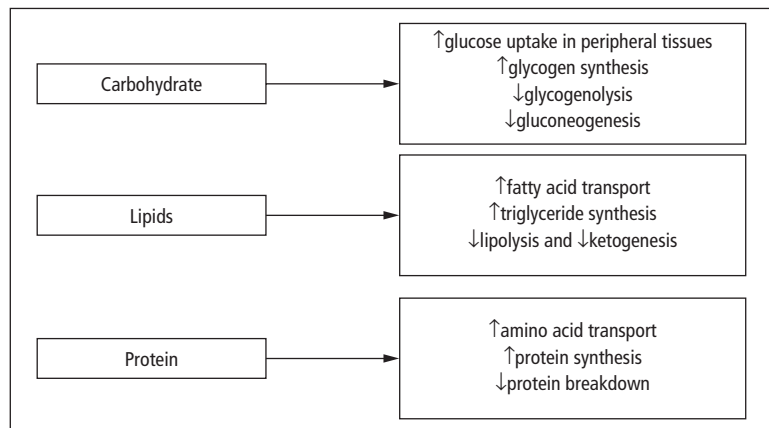 Carbohydrate
↑glucose uptake in peripheral tissues
↑glycogen synthesis
↓glycogenolysis
↓gluconeogenesis
Lipids
↑fatty acid transport
↑triglyceride synthesis
↓lipolysis and ↓ketogenesis
Protein
↑amino acid transport
↑protein synthesis
↓protein breakdown